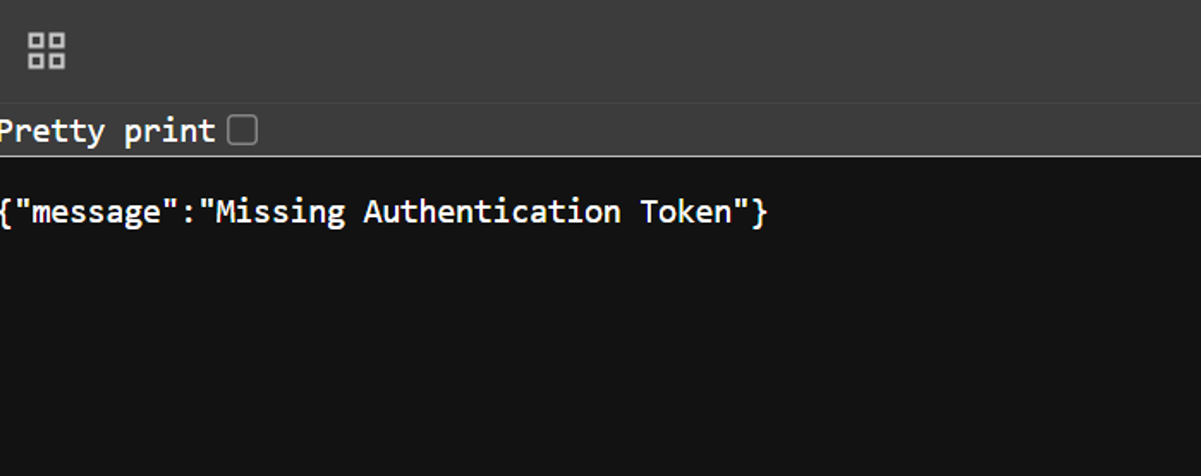 Pretty print
{"message":"Missing Authentication Token"}